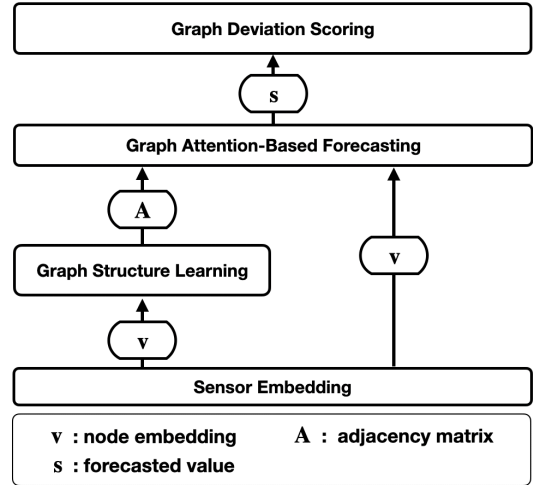 Graph Deviation Scoring
s
Graph Attention-Based Forecasting
A
Graph Structure Learning
v
v
Sensor Embedding
v : node embedding A : adjacency matrix
s : forecasted value